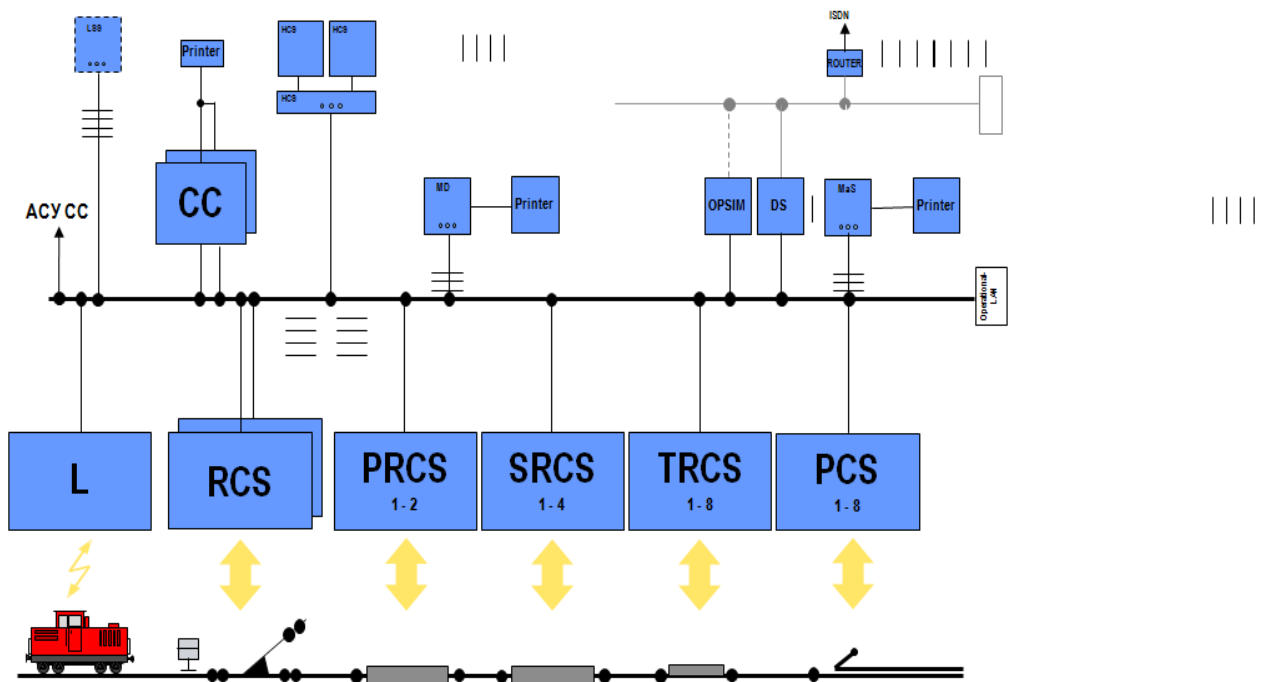 ISDN
LSS
HCS
HCS
Printer
ROUTER
HCS
CC
MD
Printer
OPSIM
DS
MaS
Printer
АСУ СС
Operational-
LAN
L
RCS
PRCS
1 - 2
SRCS
1 - 4
TRCS
1 - 8
PCS
1 - 8